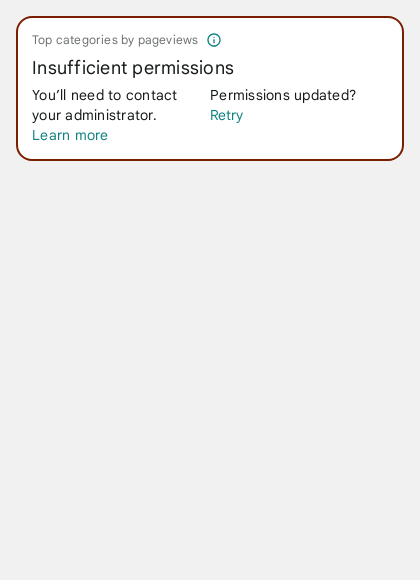 Top categories by pageviews
Insufficient permissions
You’ll need to contact
your administrator.
Learn more
Permissions updated?
Retry